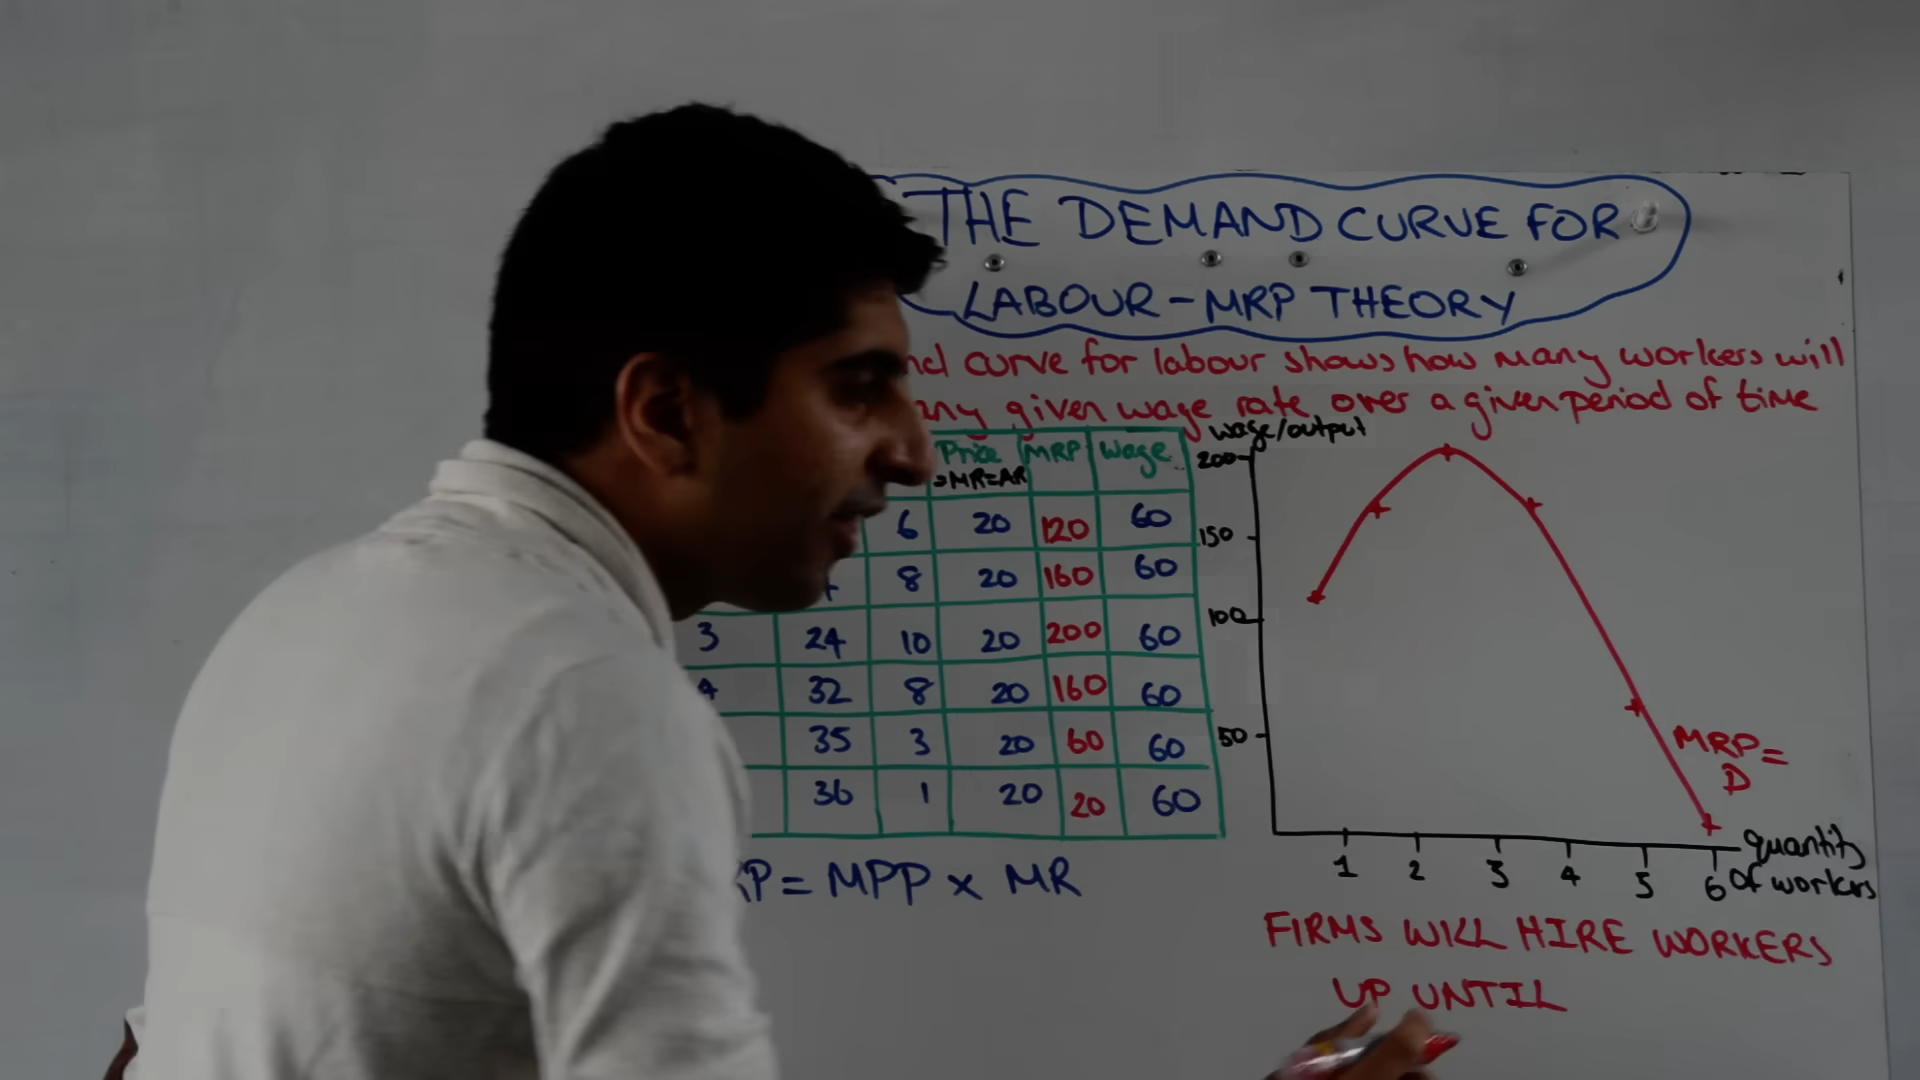 THE DEMAND CURVE FOR
LABOUR - MRP THEORY
curve for labour shows how many workers will
any given wage rate over a given period of time
Price MRP Wage
=MR=AR
6 20 120 60
8 20 160 60
3 24 10 20 200 60
4 32 8 20 160 60
35 3 20 60 60
36 1 20 20 60
= MPP x MR
wage/output
200
150
100
50
MRP =
D
1 2 3 4 5 6
quantity
of workers
FIRMS WILL HIRE WORKERS
UP UNTIL